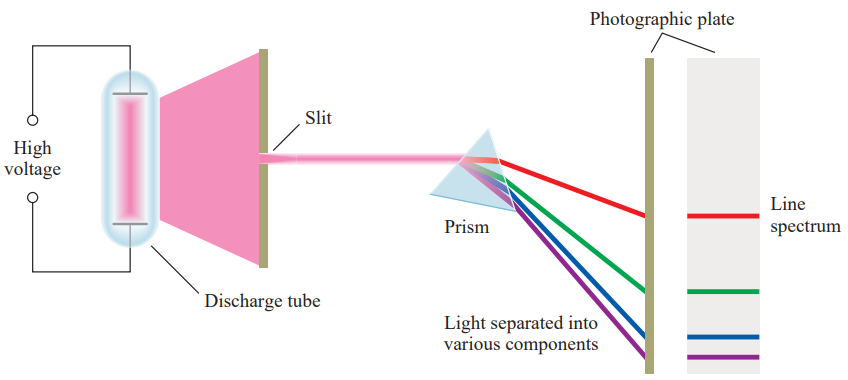 Photographic plate
Slit
High
voltage
Line
spectrum
Prism
Discharge tube
Light separated into
various components